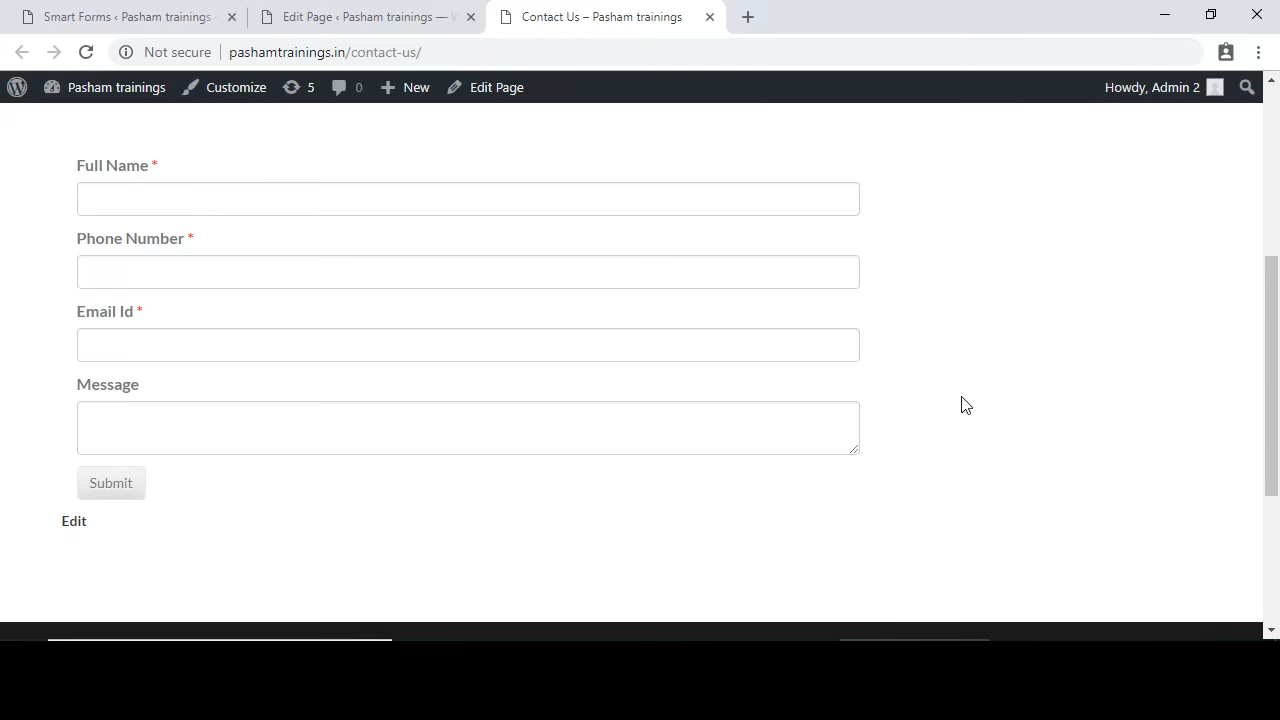 Smart Forms ‹ Pasham trainings
Edit Page ‹ Pasham trainings —
Contact Us – Pasham trainings
Not secure
pashamtrainings.in/contact-us/
Pasham trainings
Customize
5
0
New
Edit Page
Howdy, Admin 2
Full Name *
Phone Number *
Email Id *
Message
Submit
Edit